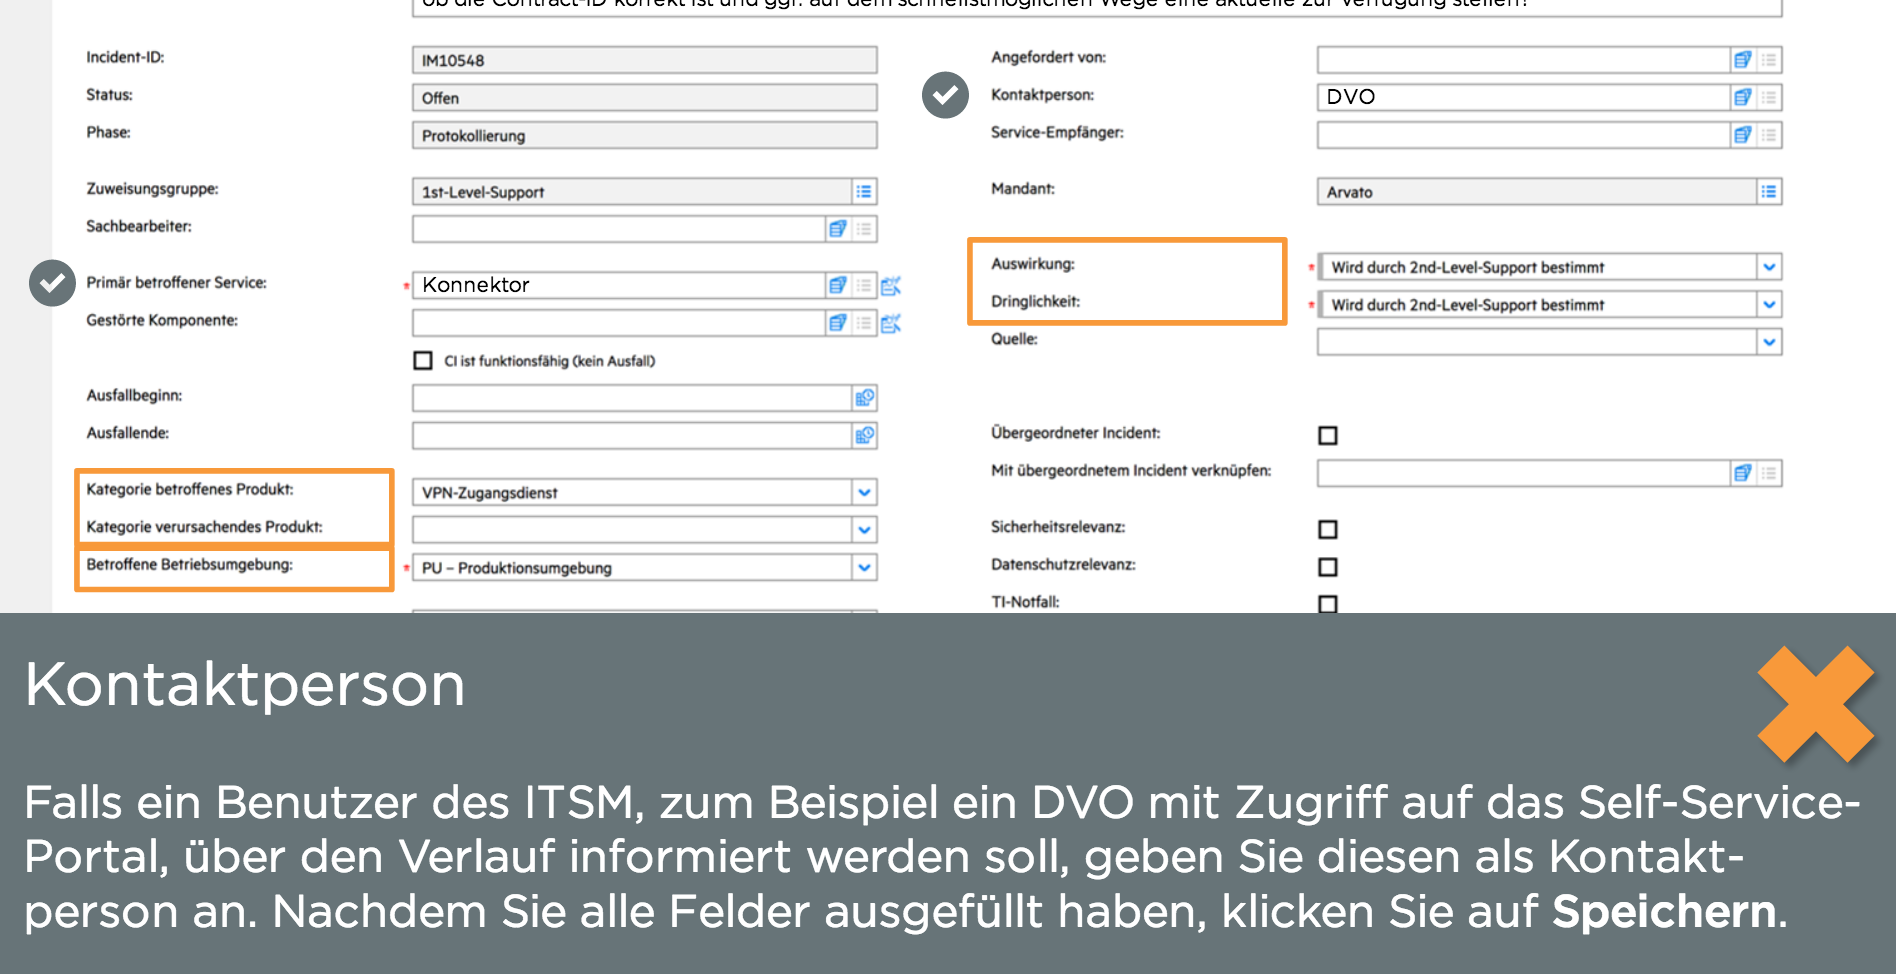 ob die Contract-ID korrekt ist und ggf. auf dem schnellstmöglichen Wege eine aktuelle zur Verfügung stellen?
Incident-ID: IM10548
Status: Offen
Phase: Protokollierung
Zuweisungsgruppe: 1st-Level-Support
Sachbearbeiter:
Primär betroffener Service: * Konnektor
Gestörte Komponente:
CI ist funktionsfähig (kein Ausfall)
Ausfallbeginn:
Ausfallende:
Kategorie betroffenes Produkt: VPN-Zugangsdienst
Kategorie verursachendes Produkt:
Betroffene Betriebsumgebung: * PU – Produktionsumgebung
Angefordert von:
Kontaktperson: DVO
Service-Empfänger:
Mandant: Arvato
Auswirkung: * Wird durch 2nd-Level-Support bestimmt
Dringlichkeit: * Wird durch 2nd-Level-Support bestimmt
Quelle:
Übergeordneter Incident:
Mit übergeordnetem Incident verknüpfen:
Sicherheitsrelevanz:
Datenschutzrelevanz:
TI-Notfall:
Kontaktperson
Falls ein Benutzer des ITSM, zum Beispiel ein DVO mit Zugriff auf das Self-Service-
Portal, über den Verlauf informiert werden soll, geben Sie diesen als Kontakt-
person an. Nachdem Sie alle Felder ausgefüllt haben, klicken Sie auf Speichern.